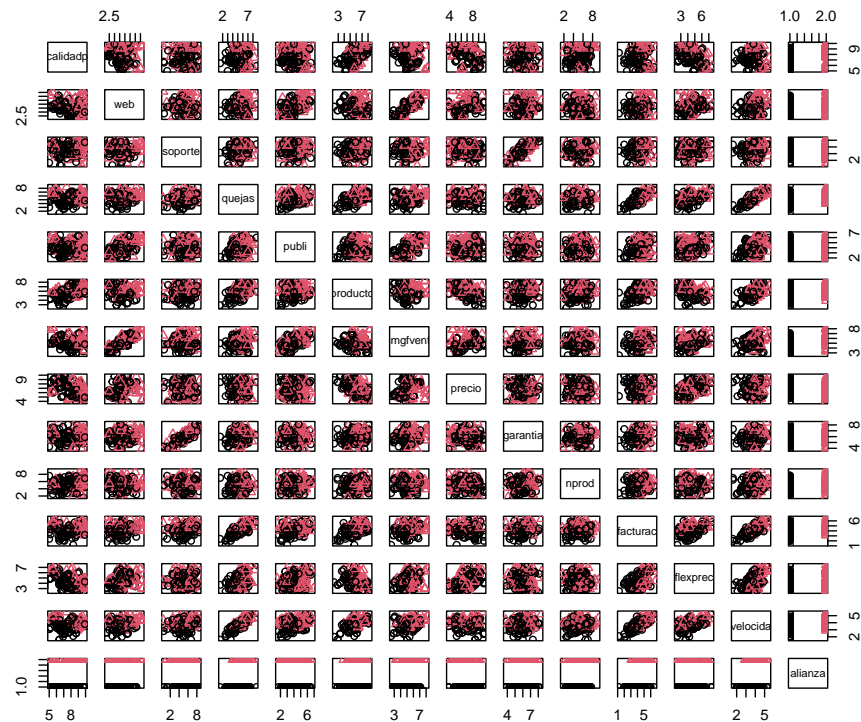 2.5 2 7 3 7 4 8 2 8 3 6 1.0 2.0
calidadp 5 9
2.5 web
soporte 2
2 8 quejas
publi 2 7
3 8 producto
mgfvent 3 8
4 9 precio
garantia 4 8
2 8 nprod
facturac 1 6
3 7 flexprec
velocida 2 5
1.0 alianza
5 8 2 8 2 6 3 7 4 7 1 5 2 5